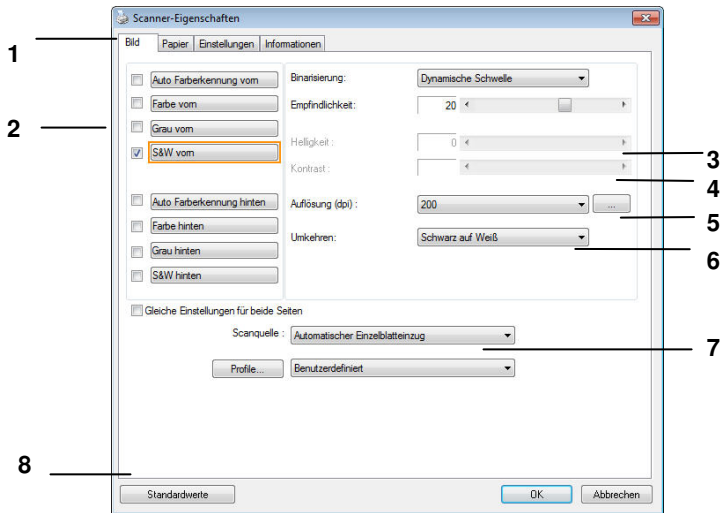 Scanner-Eigenschaften
1
Bild Papier Einstellungen Informationen
Auto Farberkennung vorn
Binarisierung: Dynamische Schwelle
Farbe vorn
Empfindlichkeit: 20
2
Grau vorn
Helligkeit : 0
3
S&W vorn
Kontrast :
4
Auto Farberkennung hinten
Auflösung (dpi) : 200 ...
5
Farbe hinten
Umkehren: Schwarz auf Weiß
6
Grau hinten
S&W hinten
Gleiche Einstellungen für beide Seiten
Scanquelle : Automatischer Einzelblatteinzug
7
Profile... Benutzerdefiniert
8
Standardwerte OK Abbrechen